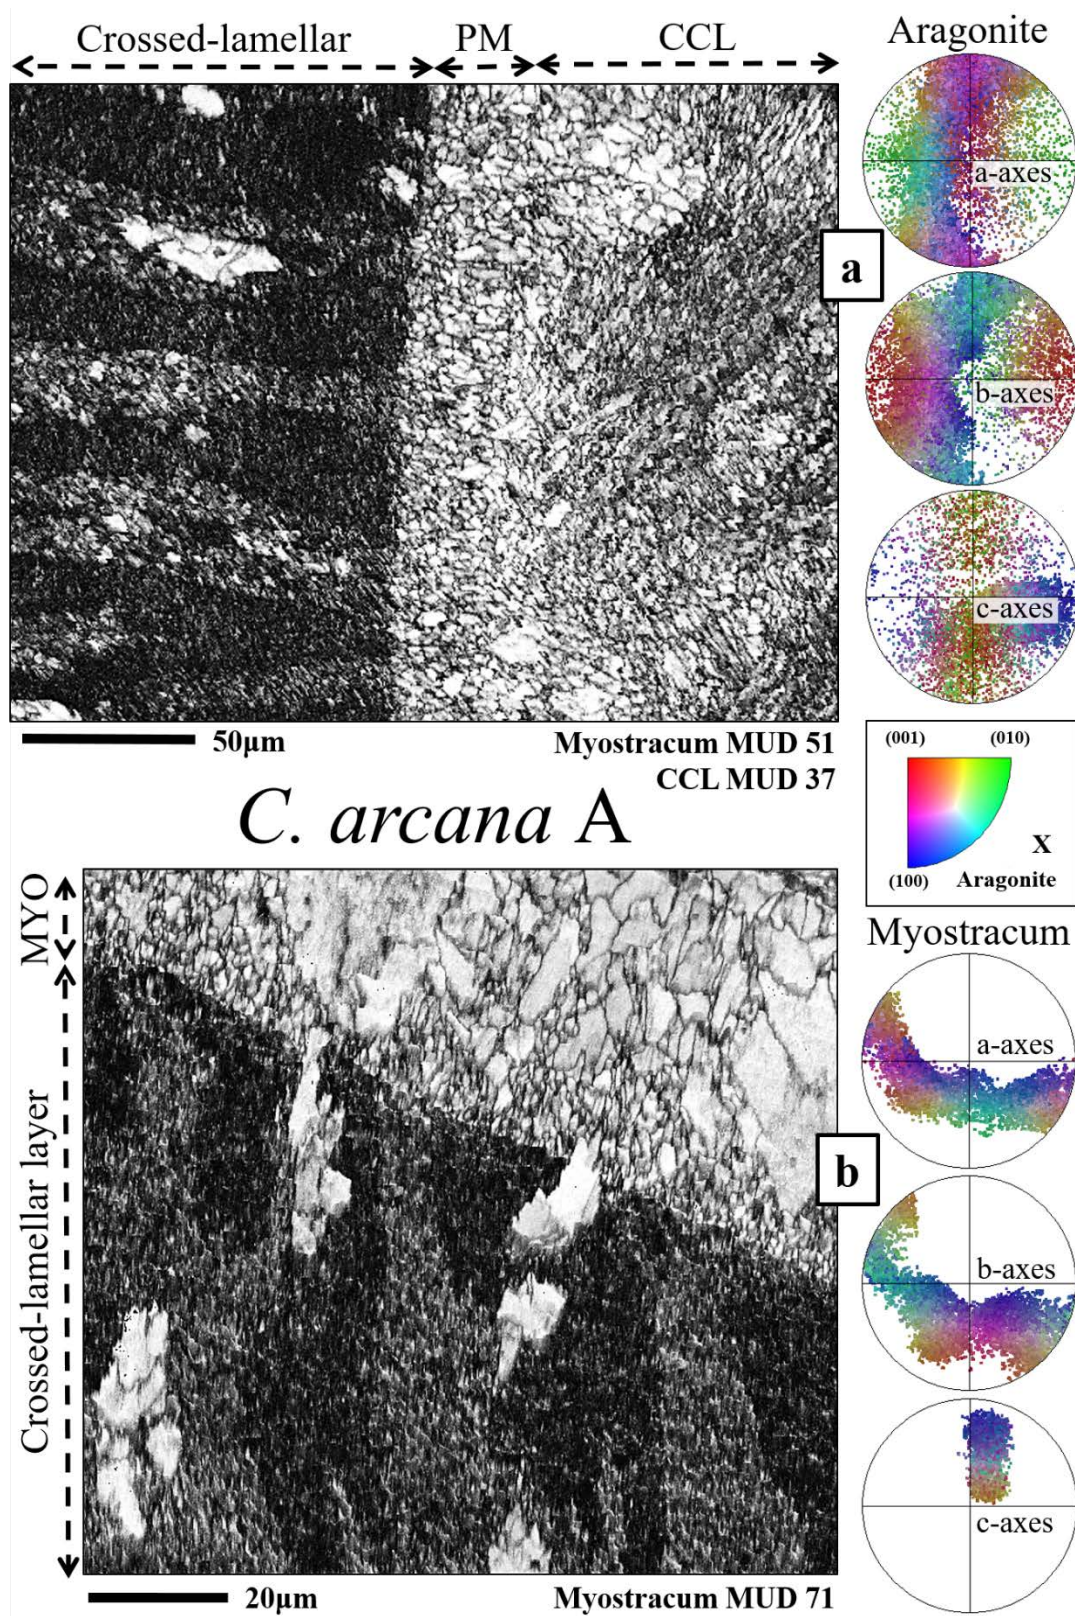 Crossed-lamellar PM CCL
Aragonite
a-axes
a
b-axes
c-axes
50µm
Myostracum MUD 51
CCL MUD 37
(001) (010)
X
(100) Aragonite
C. arcana A
MYO
Crossed-lamellar layer
Myostracum
a-axes
b
b-axes
c-axes
20µm
Myostracum MUD 71